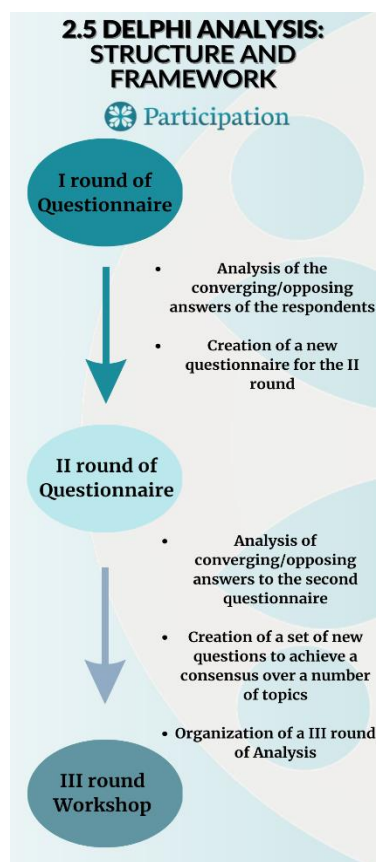 2.5 DELPHI ANALYSIS:
STRUCTURE AND
FRAMEWORK
Participation
I round of
Questionnaire
• Analysis of the
converging/opposing
answers of the respondents
• Creation of a new
questionnaire for the II
round
II round of
Questionnaire
• Analysis of
converging/opposing
answers to the second
questionnaire
• Creation of a set of new
questions to achieve a
consensus over a number
of topics
• Organization of a III round
of Analysis
III round
Workshop